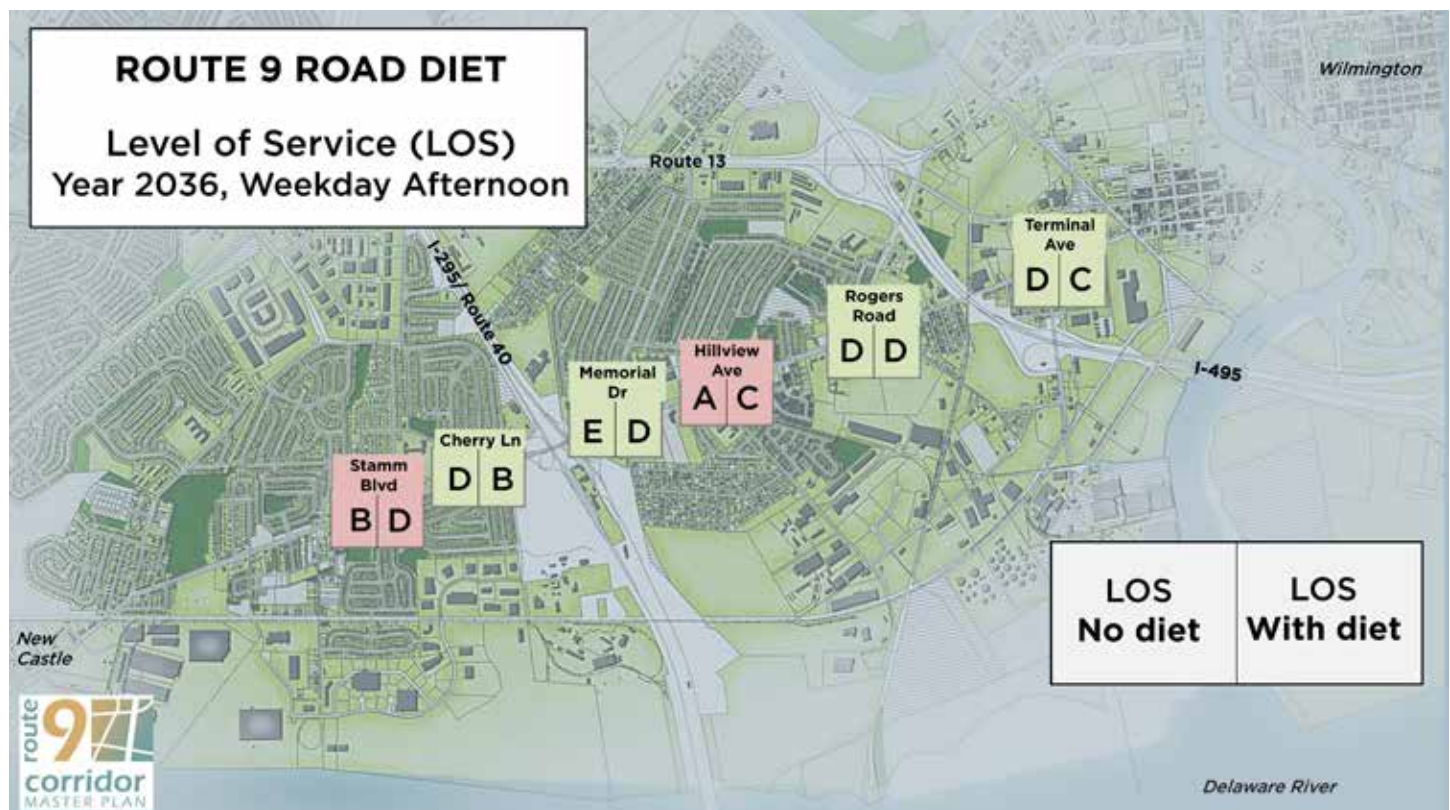 ROUTE 9 ROAD DIET
Level of Service (LOS)
Year 2036, Weekday Afternoon
Wilmington
Route 13
I-295/ Route 40
Terminal
Ave
D C
Rogers
Road
D D
Hillview
Ave
A C
Memorial
Dr
E D
Cherry Ln
D B
Stamm
Blvd
B D
I-495
LOS
No diet
LOS
With diet
New
Castle
route
9
corridor
MASTER PLAN
Delaware River